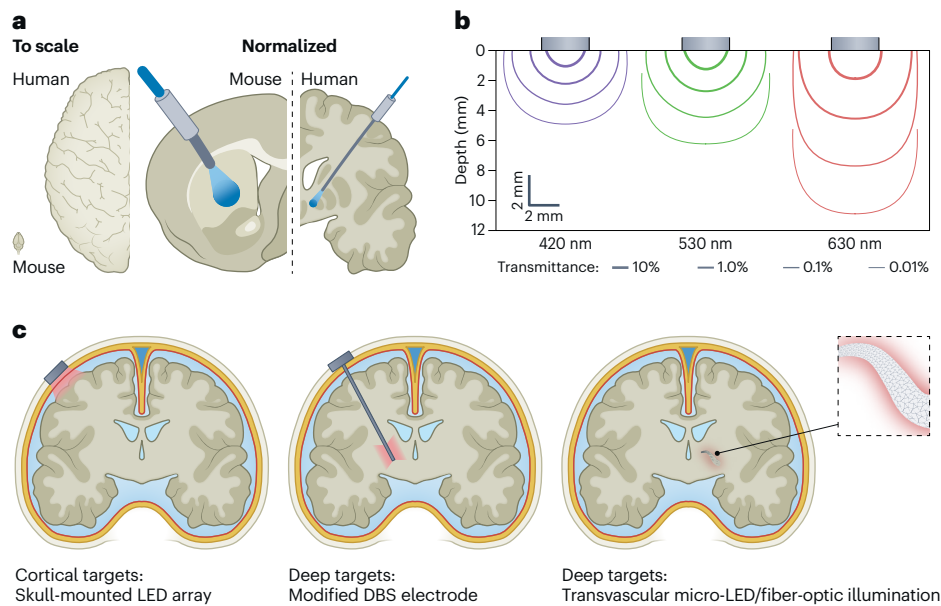 a
To scale
Normalized
Human
Mouse
Human
Mouse
b
0
2
4
6
8
10
12
Depth (mm)
2 mm
2 mm
420 nm
530 nm
630 nm
Transmittance: 10% 1.0% 0.1% 0.01%
c
Cortical targets:
Skull-mounted LED array
Deep targets:
Modified DBS electrode
Deep targets:
Transvascular micro-LED/fiber-optic illumination